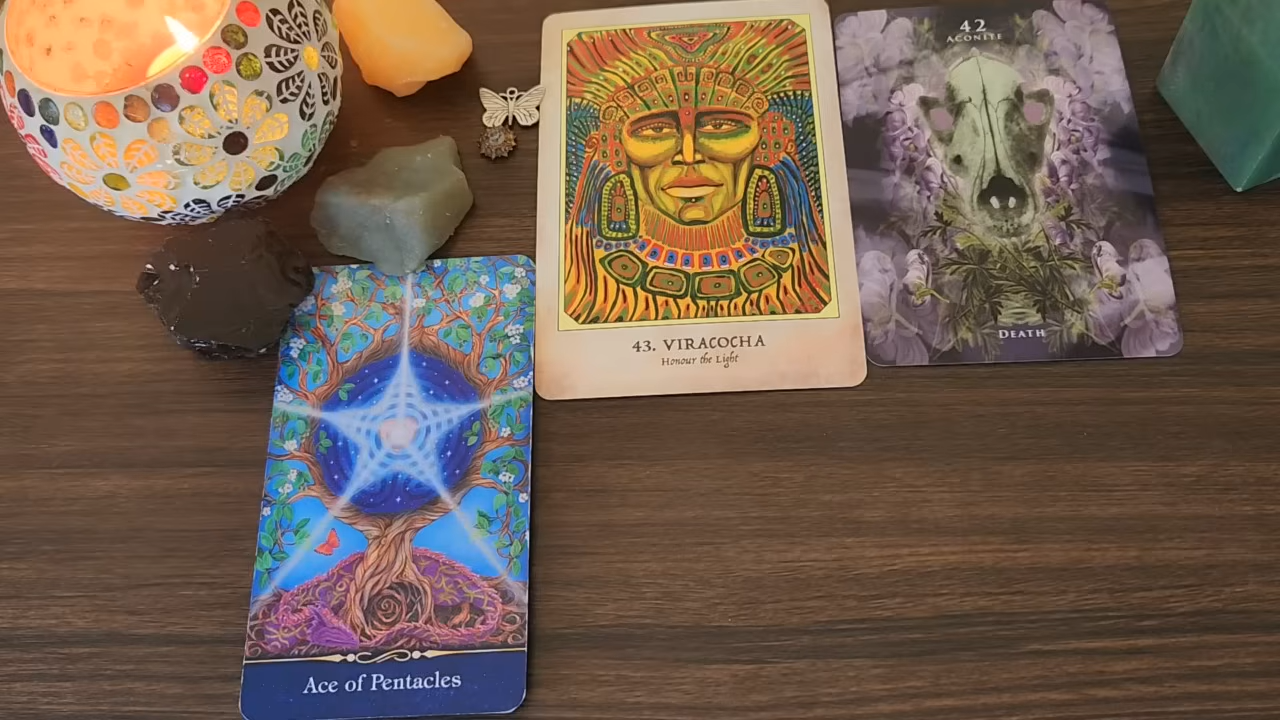 43. VIRACOCHA
Honour the Light
42
ACONITE
DEATH
Ace of Pentacles